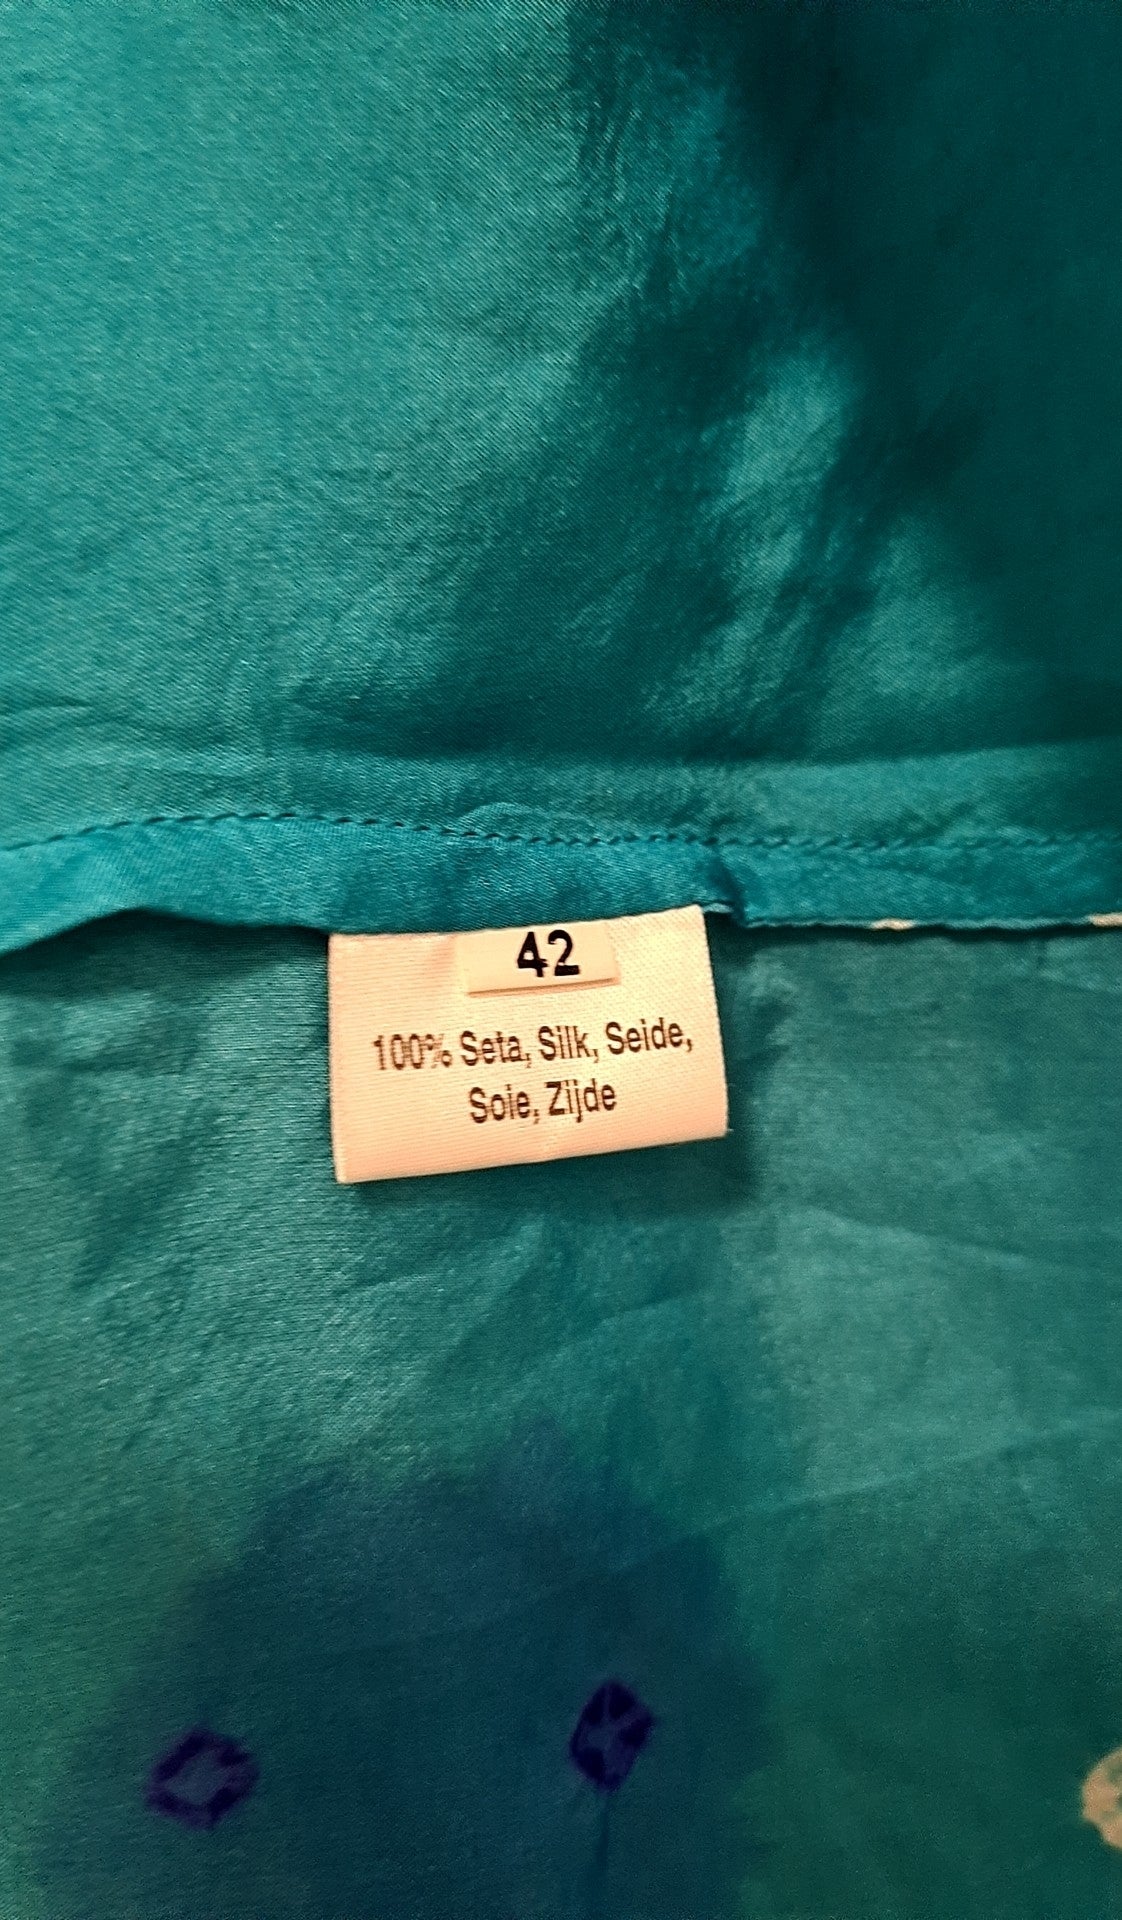 42
100% Seta, Silk, Seide,
Soie, Zijde